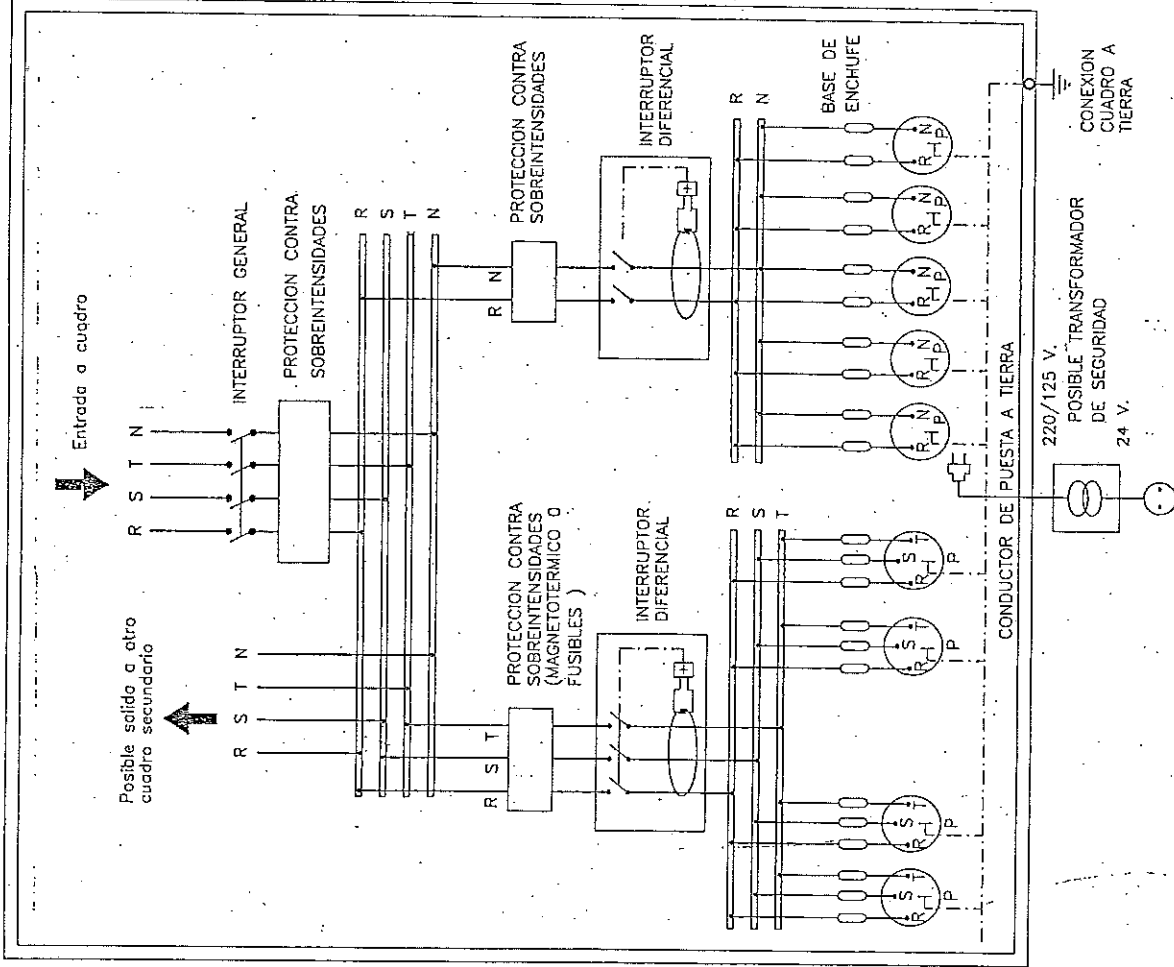 Entrada a cuadro
R S T N
INTERRUPTOR GENERAL
PROTECCION CONTRA
SOBREINTENSIDADES
Posible salida a otro
cuadro secundario
R S T N
R
S
T
N
R S T
PROTECCION CONTRA
SOBREINTENSIDADES
(MAGNETOTERMICO O
FUSIBLES )
INTERRUPTOR
DIFERENCIAL
R N
PROTECCION CONTRA
SOBREINTENSIDADES
INTERRUPTOR
DIFERENCIAL
R
S
T
R
N
BASE DE
ENCHUFE
R S T
P
R S T
P
R S T
P
R S T
P
R N
P
R N
P
R N
P
R N
P
R N
P
CONDUCTOR DE PUESTA A TIERRA
220/125 V.
POSIBLE TRANSFORMADOR
DE SEGURIDAD
24 V.
CONEXION
CUADRO A
TIERRA